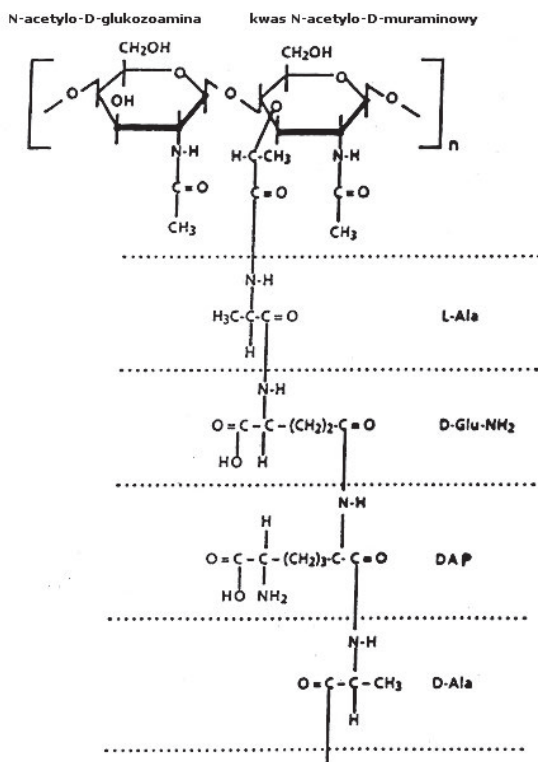 N-acetylo-D-glukozoamina kwas N-acetylo-D-muraminowy
CH₂OH CH₂OH
O O
O OH O O O
n
N-H H-C-CH₃ N-H
C=O C=O C=O
CH₃ CH₃
N-H
H₃C-C-C=O L-Ala
H
N-H
O=C-C-(CH₂)₂-C=O D-Glu-NH₂
HO H
N-H
H
O=C-C-(CH₂)₃-C-C=O DAP
HO NH₂
N-H
O=C-C-CH₃ D-Ala
H